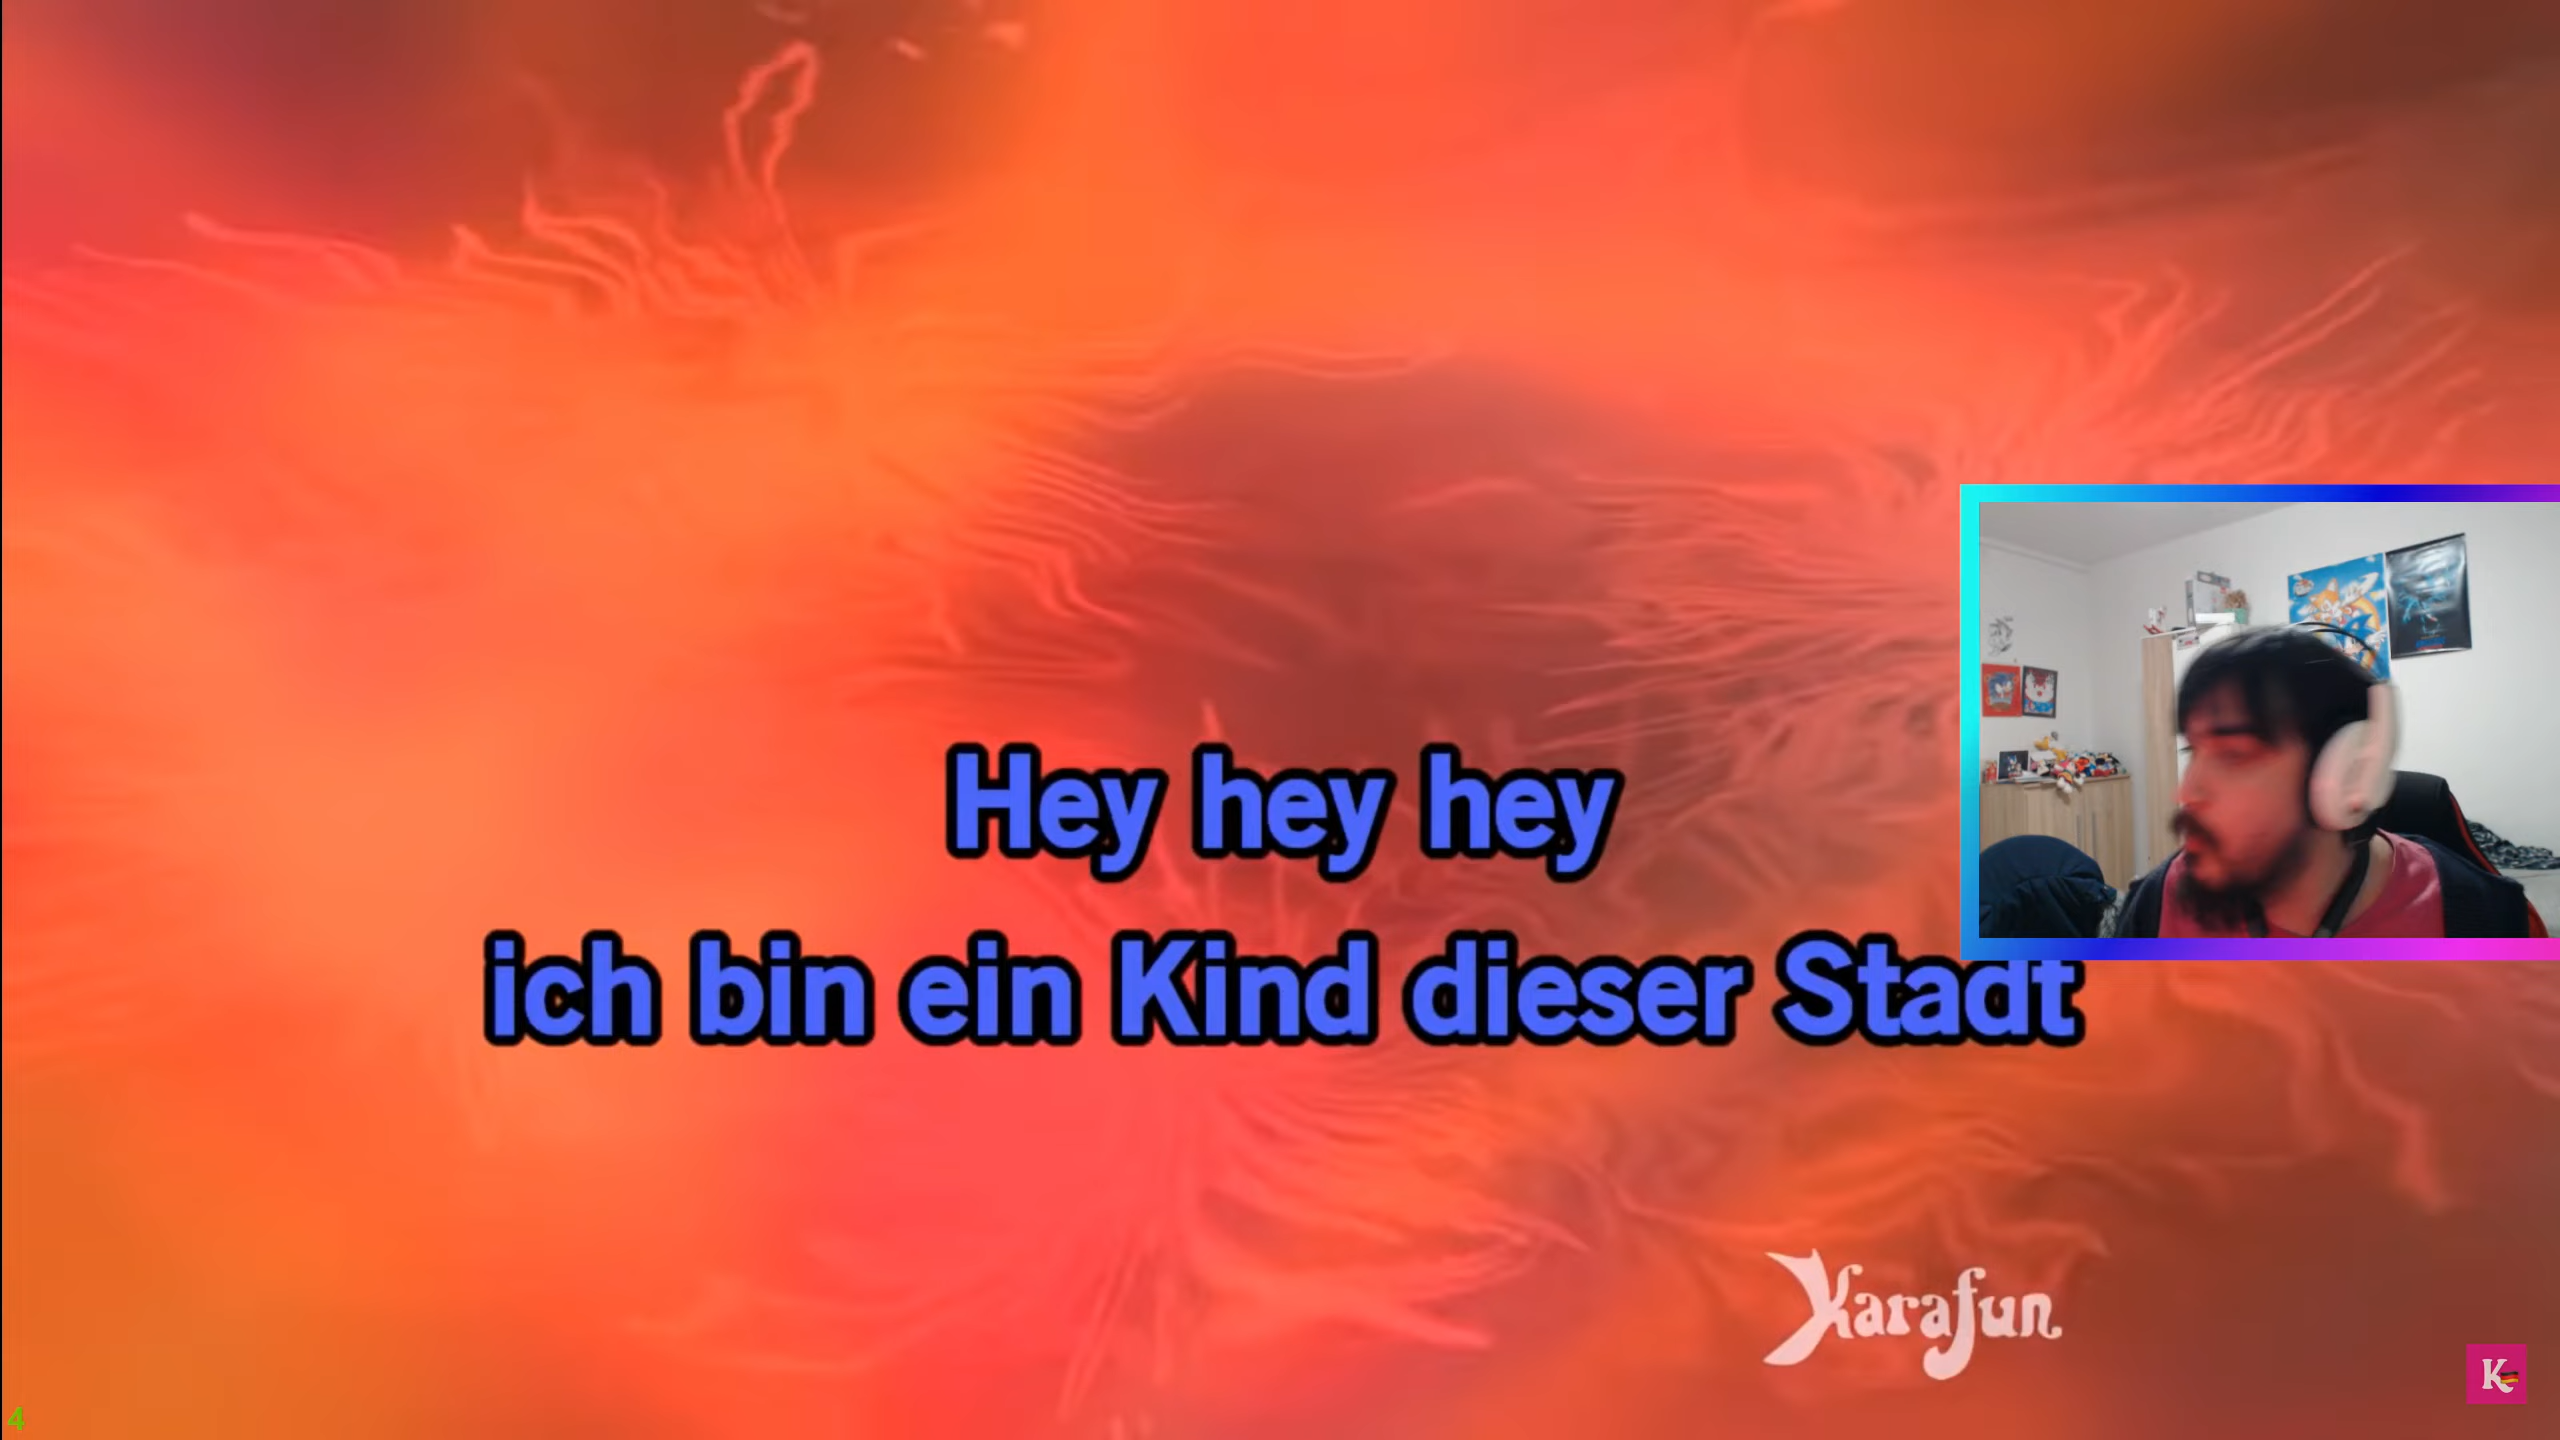 Hey hey hey
ich bin ein Kind dieser Stadt
Karafun
K
4